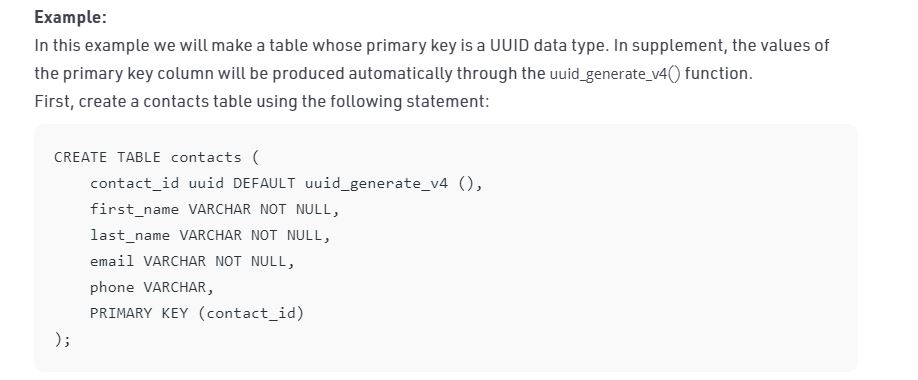 Example:
In this example we will make a table whose primary key is a UUID data type. In supplement, the values of
the primary key column will be produced automatically through the uuid_generate_v4() function.
First, create a contacts table using the following statement:
CREATE TABLE contacts (
    contact_id uuid DEFAULT uuid_generate_v4 (),
    first_name VARCHAR NOT NULL,
    last_name VARCHAR NOT NULL,
    email VARCHAR NOT NULL,
    phone VARCHAR,
    PRIMARY KEY (contact_id)
);